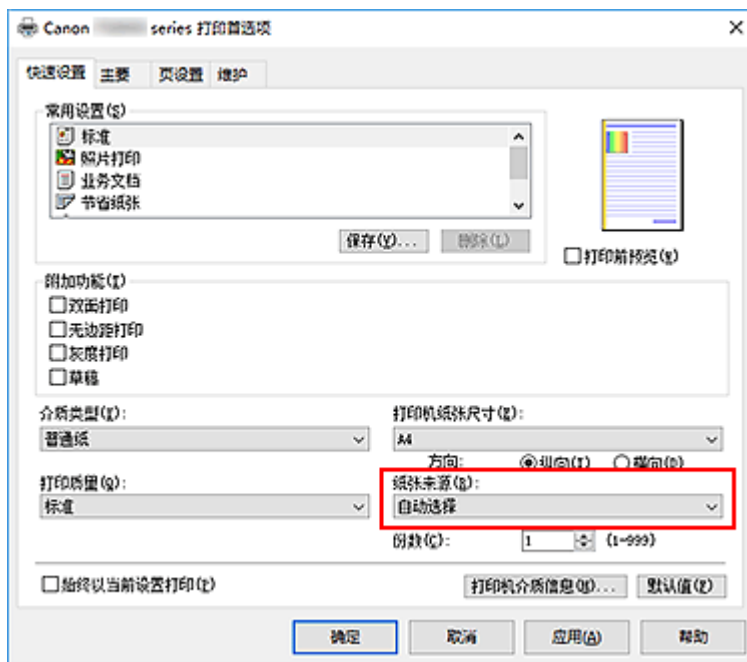 Canon series 打印首选项
快速设置 主要 页设置 维护
常用设置(S)
标准
照片打印
业务文档
节省纸张
保存(V)... 删除(L)
打印前预览(W)
附加功能(I)
双面打印
无边距打印
灰度打印
草稿
介质类型(X):
普通纸
打印机纸张尺寸(Z):
A4
方向: 纵向(T) 横向(D)
打印质量(Q):
标准
纸张来源(B):
自动选择
份数(C): 1 (1-999)
始终以当前设置打印(P)
打印机介质信息(M)... 默认值(F)
确定 取消 应用(A) 帮助